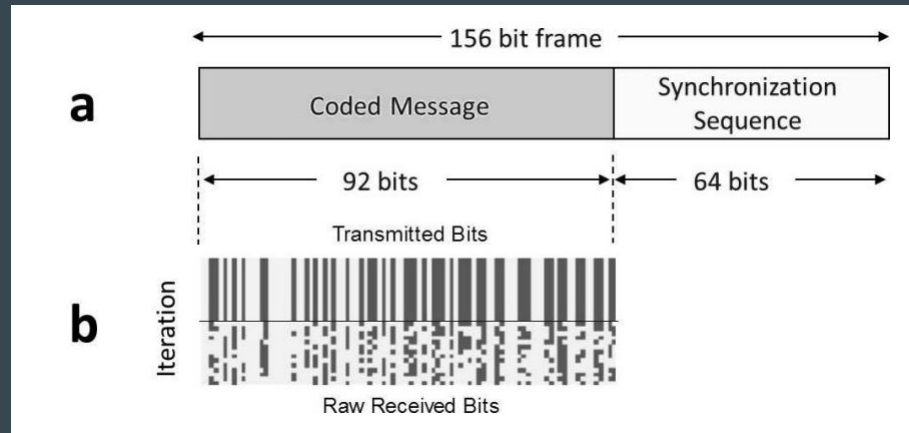 156 bit frame
a
Coded Message
Synchronization
Sequence
92 bits
64 bits
Transmitted Bits
b
Iteration
Raw Received Bits